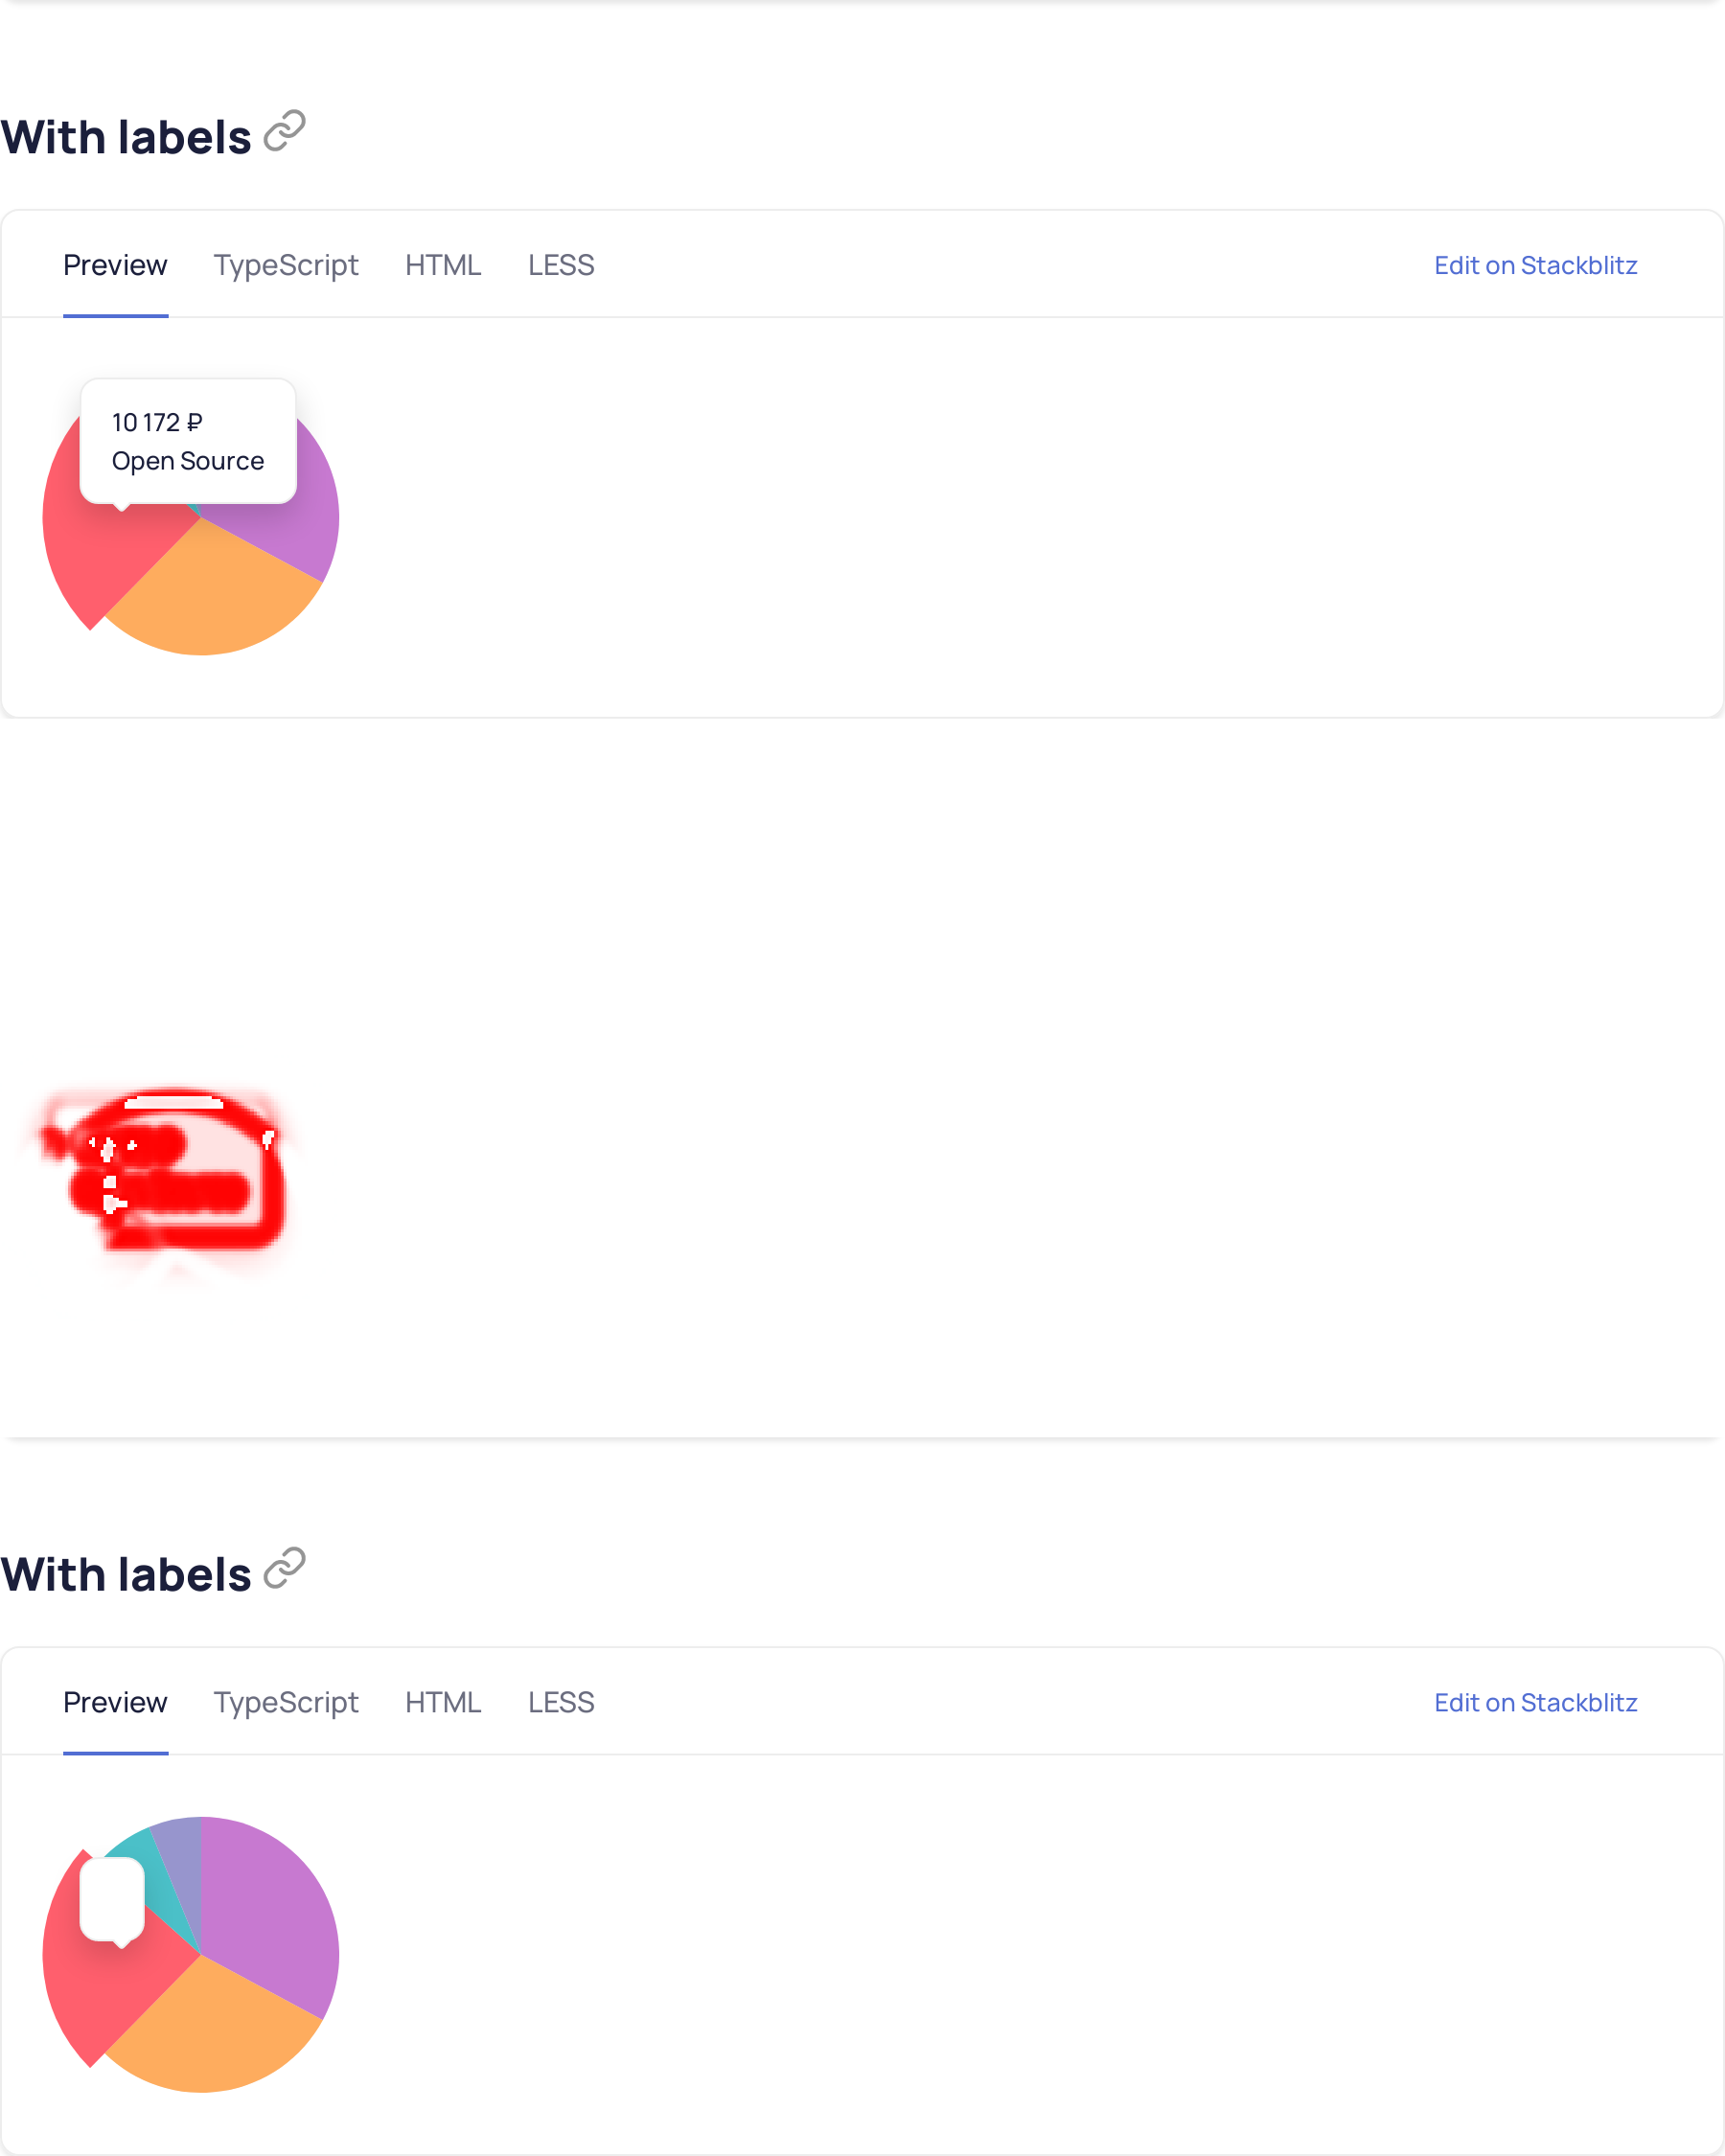 With labels
Preview TypeScript HTML LESS Edit on Stackblitz
10 172 ₽
Open Source
With labels
Preview TypeScript HTML LESS Edit on Stackblitz